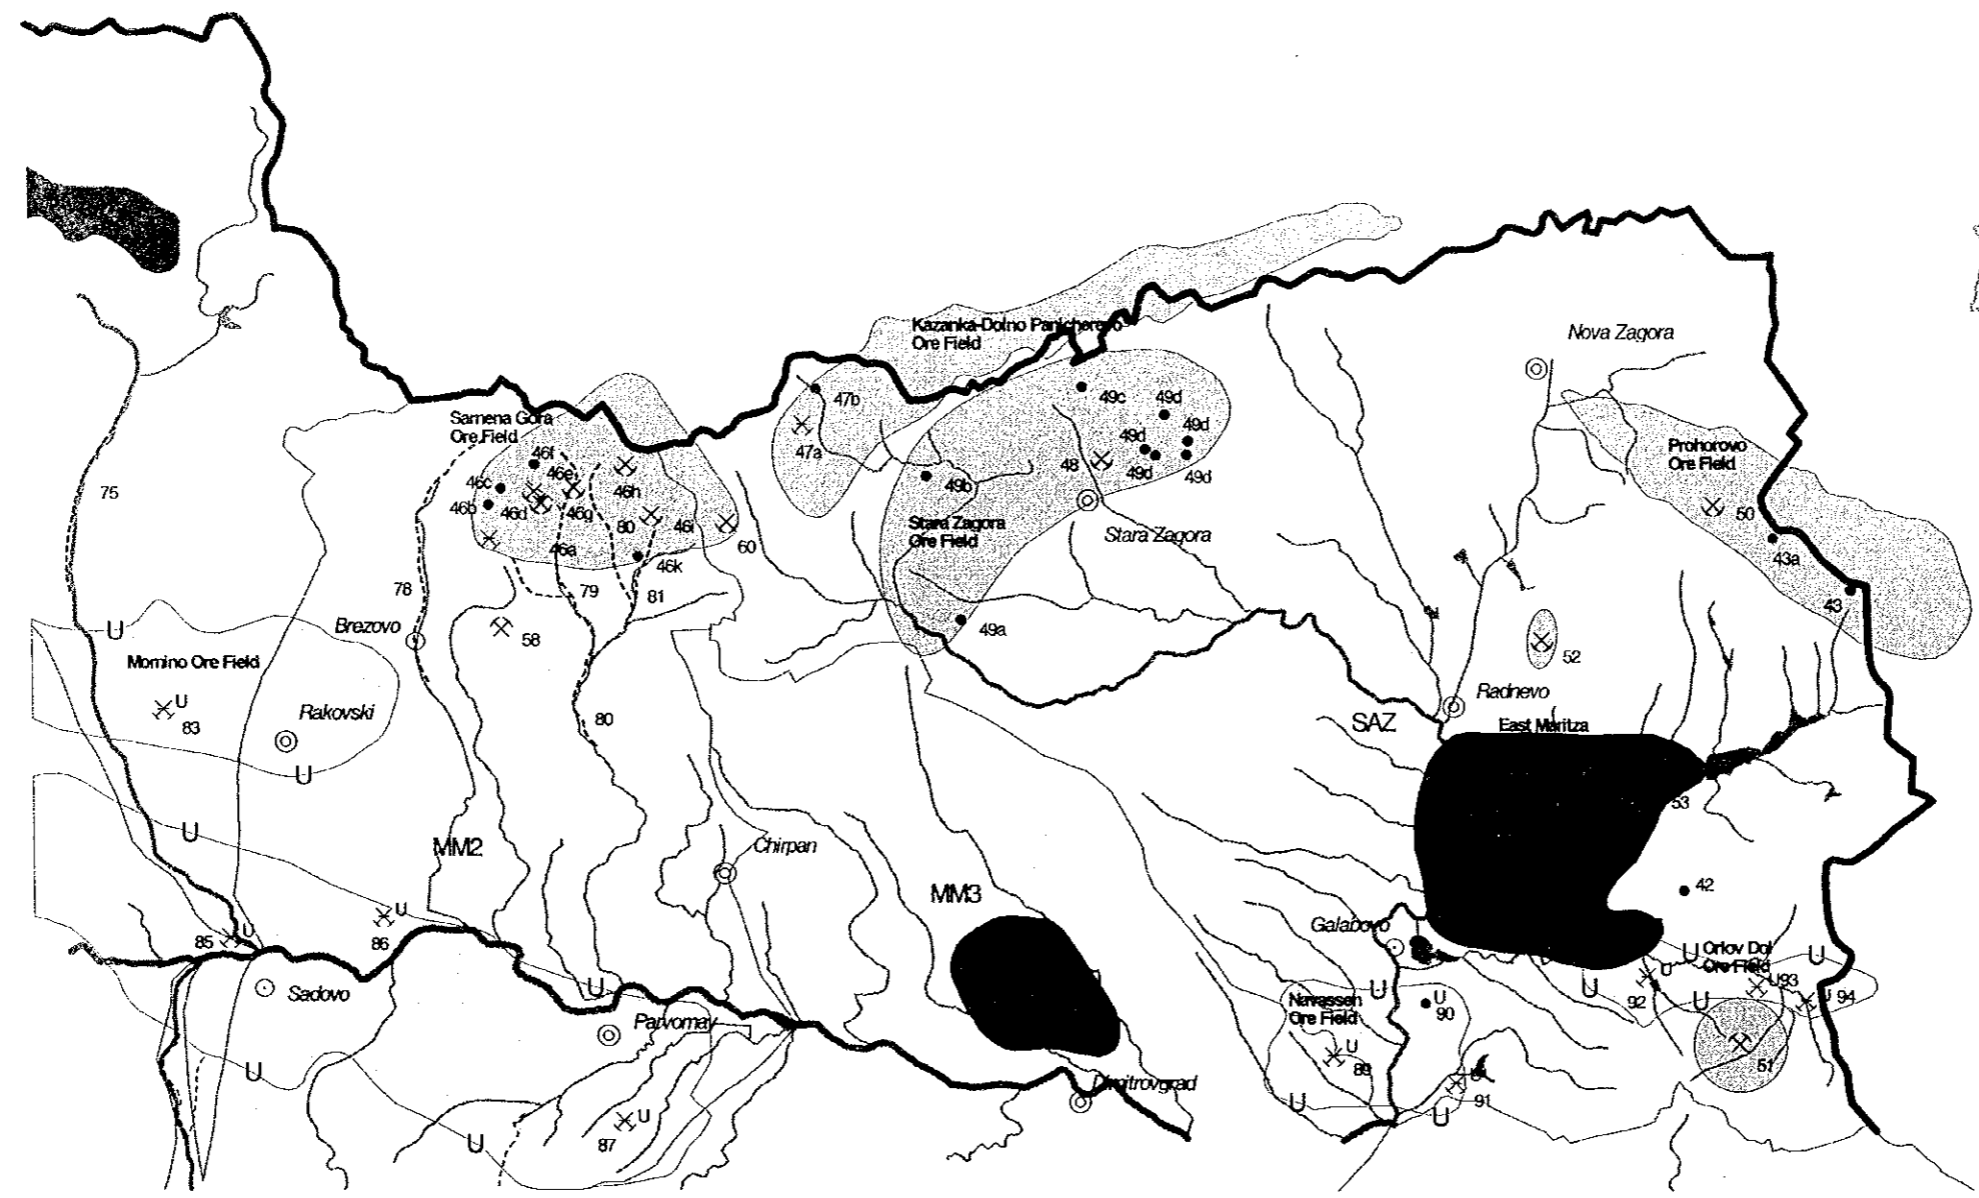 Nova Zagora
Kazanka-Dolno Panicherevo
Ore Field
47b
49c
49d
49d
Sarnena Gora
Ore Field
46f
47a
49d
49d
49d
48
Prohorovo
Ore Field
46e
46c
46h
49b
75
46b
46d
46g
80
46i
60
Stara Zagora
Ore Field
Stara Zagora
50
46a
43a
46k
78
79
81
43
U
Brezovo
58
49a
52
Momino Ore Field
U
83
Rakovski
80
SAZ
Radnevo
East Maritza
U
53
U
MM2
Chirpan
MM3
42
U
86
U
85
Galabovo
Orlov Dol
Ore Field
U
U
U
92
U
U
U93
U
94
Sadovo
U
U
Navassen
Ore Field
U
90
Parvomay
U
89
51
U
Dimitrovgrad
U
91
U
U
U
87
U